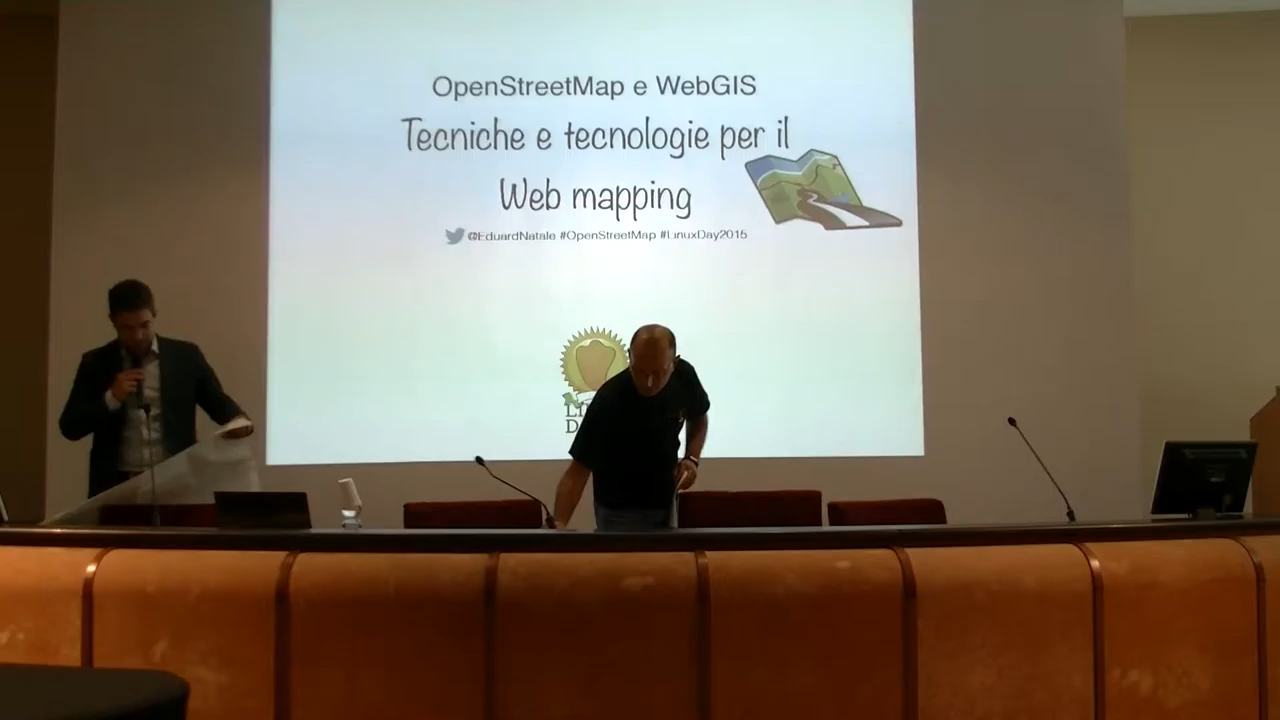 OpenStreetMap e WebGIS
Tecniche e tecnologie per il
Web mapping
@EduardNatale #OpenStreetMap #LinuxDay2015